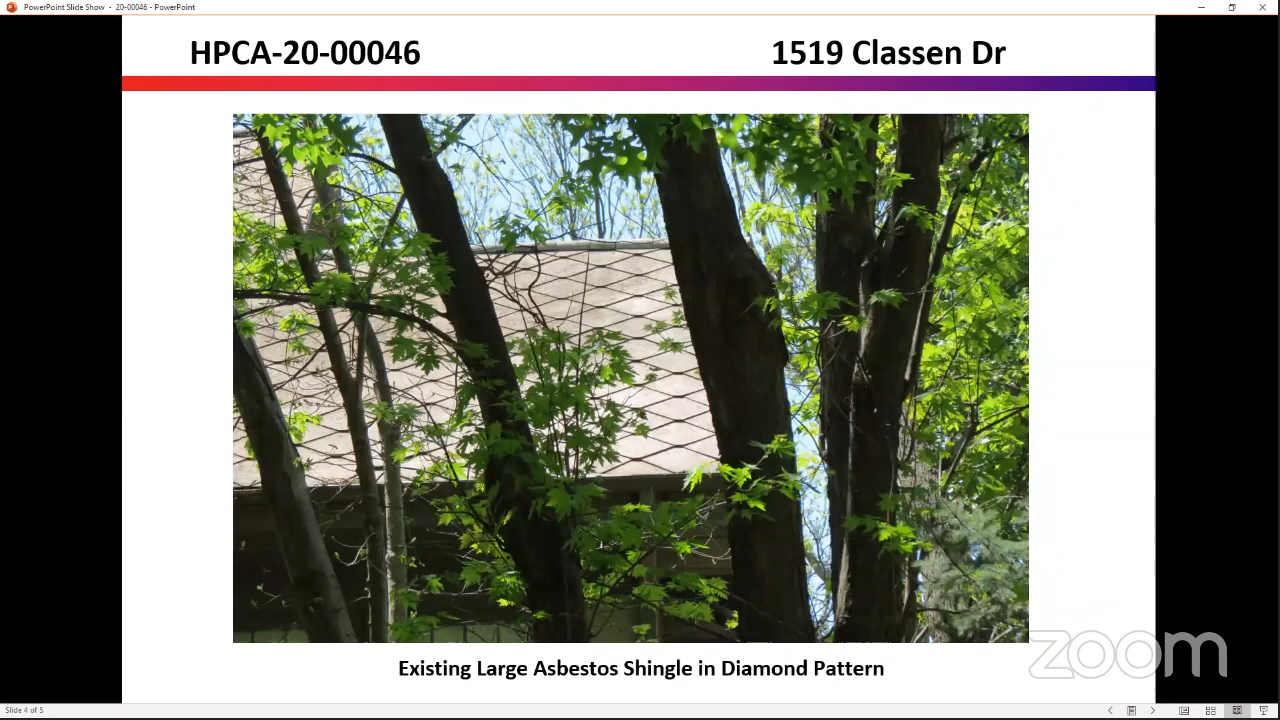 PowerPoint Slide Show - 20-00046 - PowerPoint
HPCA-20-00046
1519 Classen Dr
Existing Large Asbestos Shingle in Diamond Pattern
zoom
Slide 4 of 5